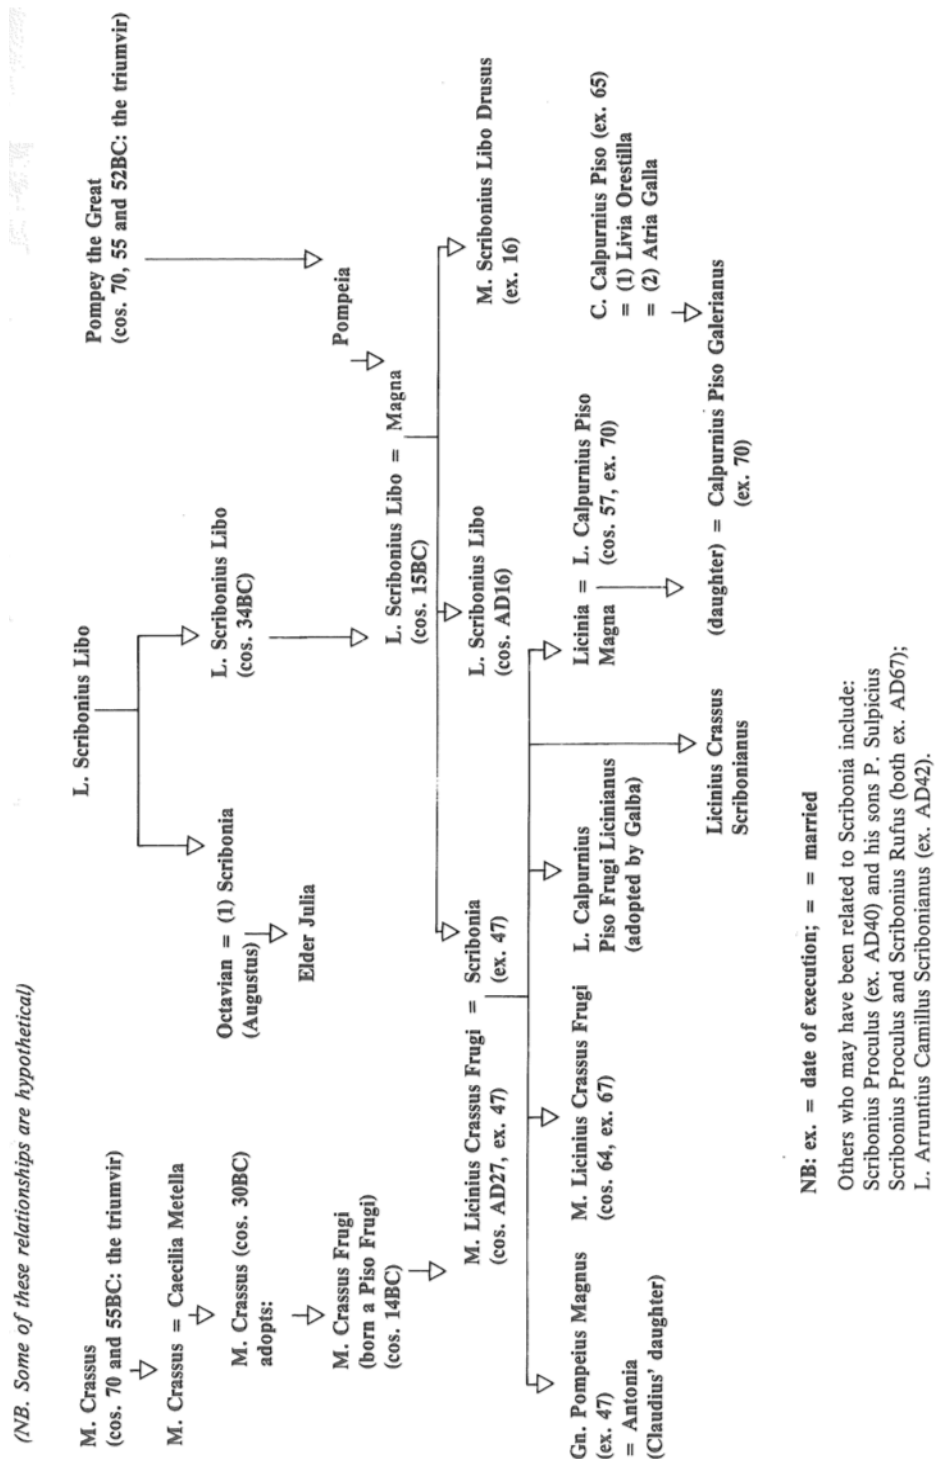 (NB. Some of these relationships are hypothetical)
M. Crassus
(cos. 70 and 55BC: the triumvir)
L. Scribonius Libo
Pompey the Great
(cos. 70, 55 and 52BC: the triumvir)
M. Crassus = Caecilia Metella
M. Crassus (cos. 30BC)
adopts:
Octavian = (1) Scribonia
(Augustus)
L. Scribonius Libo
(cos. 34BC)
Elder Julia
M. Crassus Frugi
(born a Piso Frugi)
(cos. 14BC)
Pompeia
L. Scribonius Libo = Magna
(cos. 15BC)
M. Licinius Crassus Frugi = Scribonia
(cos. AD27, ex. 47)
(ex. 47)
L. Scribonius Libo
(cos. AD16)
M. Scribonius Libo Drusus
(ex. 16)
Gn. Pompeius Magnus
(ex. 47)
= Antonia
(Claudius' daughter)
M. Licinius Crassus Frugi
(cos. 64, ex. 67)
L. Calpurnius
Piso Frugi Licinianus
(adopted by Galba)
Licinia = L. Calpurnius Piso
Magna
(cos. 57, ex. 70)
C. Calpurnius Piso (ex. 65)
= (1) Livia Orestilla
= (2) Atria Galla
Licinius Crassus
Scribonianus
(daughter) = Calpurnius Piso Galerianus
(ex. 70)
NB: ex. = date of execution; = = married
Others who may have been related to Scribonia include:
Scribonius Proculus (ex. AD40) and his sons P. Sulpicius
Scribonius Proculus and Scribonius Rufus (both ex. AD67);
L. Arruntius Camillus Scribonianus (ex. AD42).